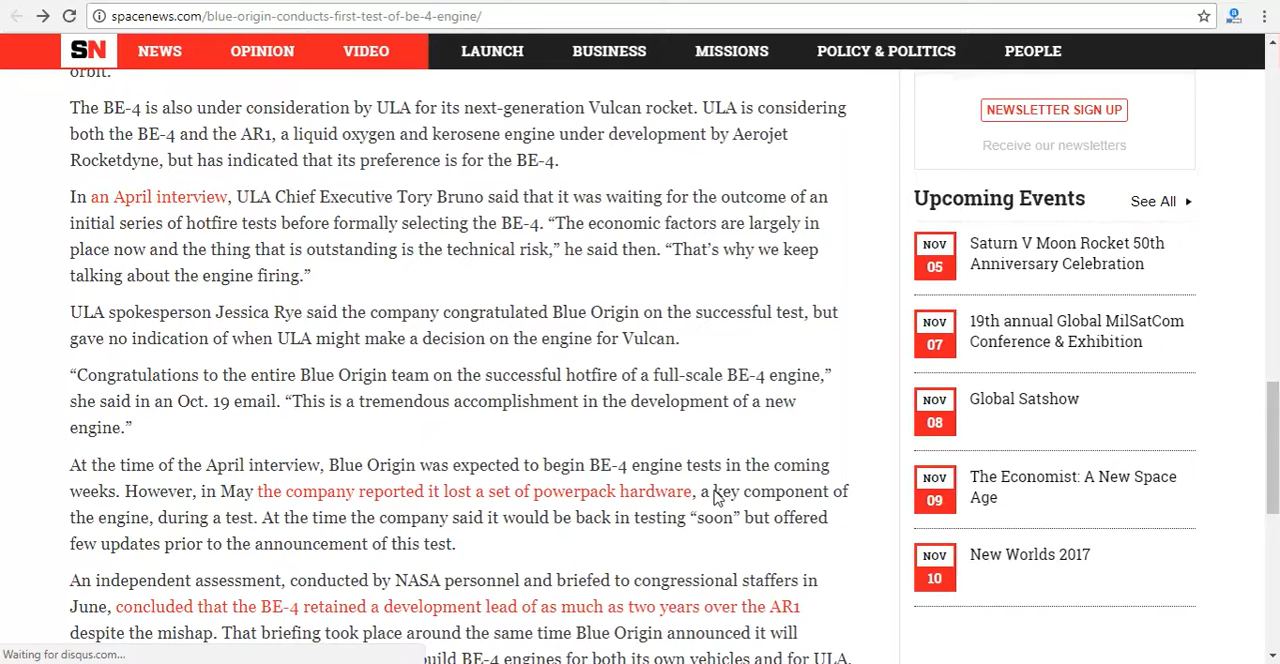 spacenews.com/blue-origin-conducts-first-test-of-be-4-engine/
SN NEWS OPINION VIDEO LAUNCH BUSINESS MISSIONS POLICY & POLITICS PEOPLE
orbit.
The BE-4 is also under consideration by ULA for its next-generation Vulcan rocket. ULA is considering
both the BE-4 and the AR1, a liquid oxygen and kerosene engine under development by Aerojet
Rocketdyne, but has indicated that its preference is for the BE-4.
In an April interview, ULA Chief Executive Tory Bruno said that it was waiting for the outcome of an
initial series of hotfire tests before formally selecting the BE-4. “The economic factors are largely in
place now and the thing that is outstanding is the technical risk,” he said then. “That’s why we keep
talking about the engine firing.”
ULA spokesperson Jessica Rye said the company congratulated Blue Origin on the successful test, but
gave no indication of when ULA might make a decision on the engine for Vulcan.
“Congratulations to the entire Blue Origin team on the successful hotfire of a full-scale BE-4 engine,”
she said in an Oct. 19 email. “This is a tremendous accomplishment in the development of a new
engine.”
At the time of the April interview, Blue Origin was expected to begin BE-4 engine tests in the coming
weeks. However, in May the company reported it lost a set of powerpack hardware, a key component of
the engine, during a test. At the time the company said it would be back in testing “soon” but offered
few updates prior to the announcement of this test.
An independent assessment, conducted by NASA personnel and briefed to congressional staffers in
June, concluded that the BE-4 retained a development lead of as much as two years over the AR1
despite the mishap. That briefing took place around the same time Blue Origin announced it will
build BE-4 engines for both its own vehicles and for ULA.
Waiting for disqus.com...
NEWSLETTER SIGN UP
Receive our newsletters
Upcoming Events See All
NOV
05
Saturn V Moon Rocket 50th
Anniversary Celebration
NOV
07
19th annual Global MilSatCom
Conference & Exhibition
NOV
08
Global Satshow
NOV
09
The Economist: A New Space
Age
NOV
10
New Worlds 2017